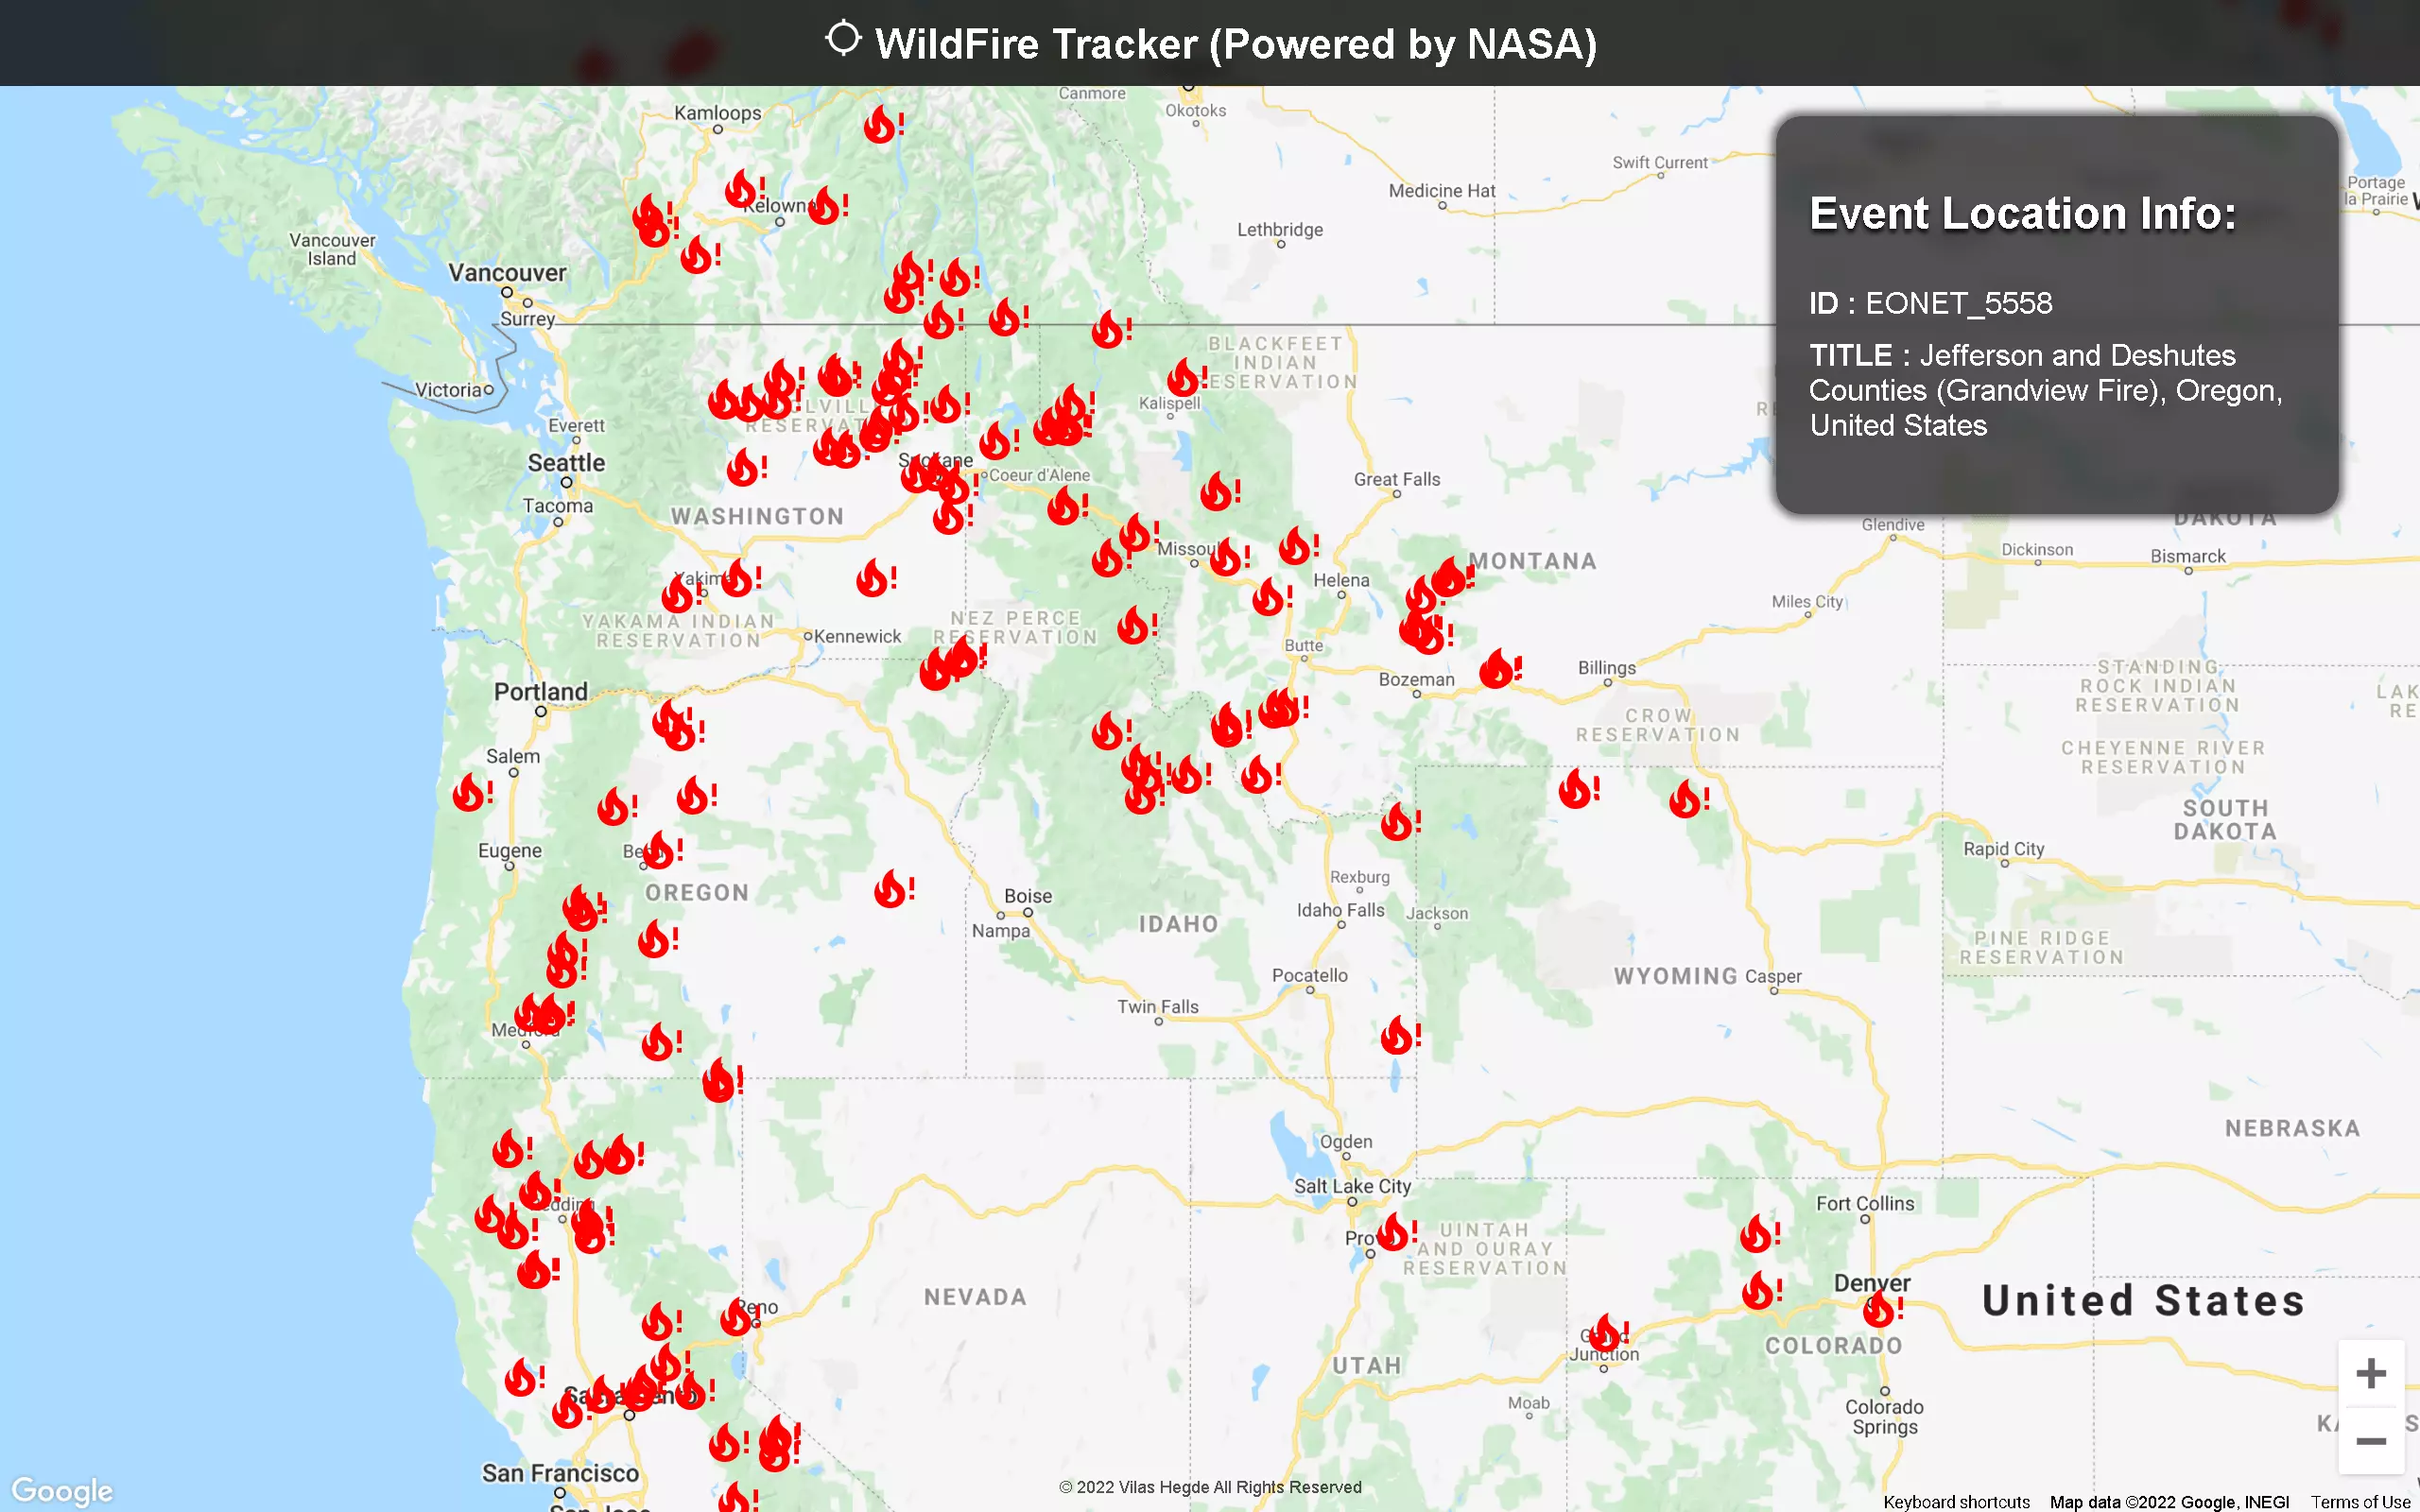 WildFire Tracker (Powered by NASA)
Canmore
Okotoks
Kamloops
Swift Current
Medicine Hat
Portage
la Prairie
Kelowna
Lethbridge
Vancouver
Island
Vancouver
Surrey
Event Location Info:
ID : EONET_5558
TITLE : Jefferson and Deshutes
Counties (Grandview Fire), Oregon,
United States
BLACKFEET
INDIAN
RESERVATION
Victoria
Kalispell
RESERVATION
Everett
Seattle
Spokane
Coeur d'Alene
Great Falls
Tacoma
WASHINGTON
DAKOTA
Glendive
Missoul
MONTANA
Dickinson
Bismarck
Yakima
Helena
Miles City
YAKAMA INDIAN
RESERVATION
Kennewick
NEZ PERCE
RESERVATION
Butte
Billings
Bozeman
STANDING
ROCK INDIAN
RESERVATION
LAK
RE
Portland
CROW
RESERVATION
Salem
CHEYENNE RIVER
RESERVATION
SOUTH
DAKOTA
Eugene
Bend
Rapid City
OREGON
Rexburg
Boise
Idaho Falls
Jackson
Nampa
IDAHO
PINE RIDGE
RESERVATION
Pocatello
WYOMING
Casper
Twin Falls
Medford
NEBRASKA
Ogden
Salt Lake City
Fort Collins
Redding
Provo
UINTAH
AND OURAY
RESERVATION
Denver
United States
NEVADA
Reno
Grand
Junction
COLORADO
UTAH
Sacramento
Moab
Colorado
Springs
San Francisco
San Jose
Google
© 2022 Vilas Hegde All Rights Reserved
Keyboard shortcuts
Map data ©2022 Google, INEGI
Terms of Use